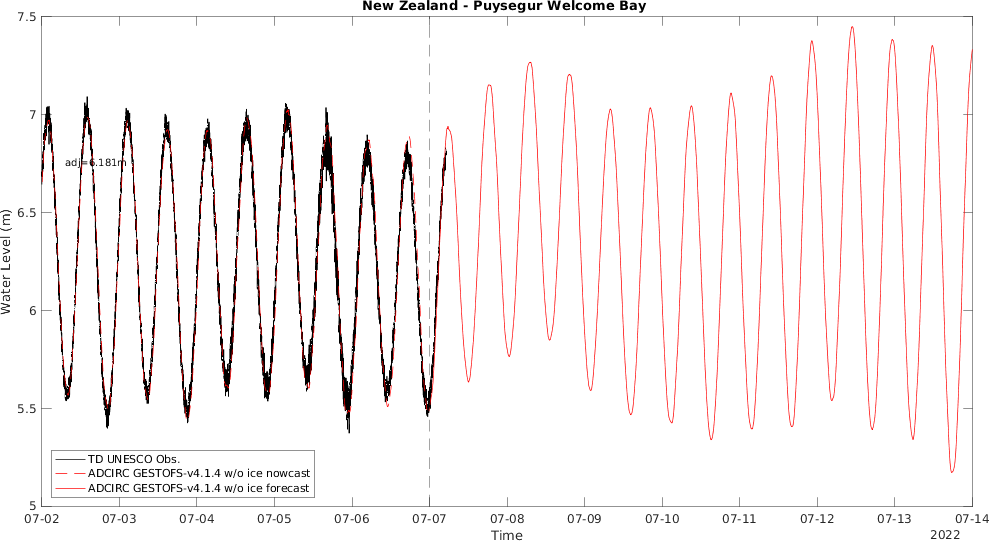 New Zealand - Puysegur Welcome Bay
7.5
7
6.5
6
5.5
5
Water Level (m)
adj=6.181m
TD UNESCO Obs.
ADCIRC GESTOFS-v4.1.4 w/o ice nowcast
ADCIRC GESTOFS-v4.1.4 w/o ice forecast
07-02 07-03 07-04 07-05 07-06 07-07 07-08 07-09 07-10 07-11 07-12 07-13 07-14
Time
2022